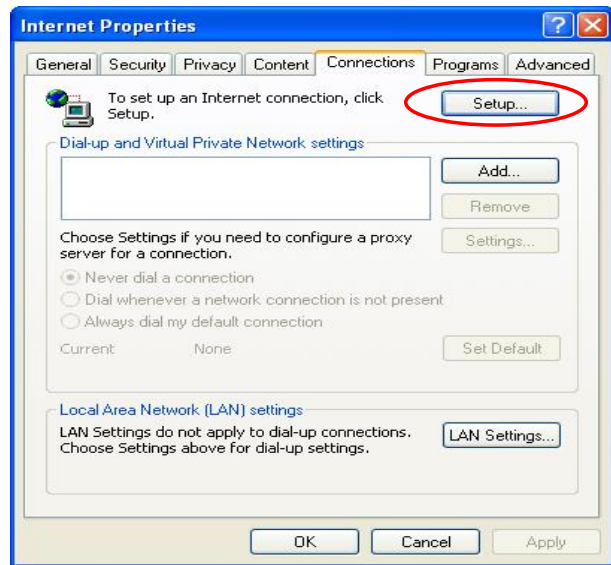 Internet Properties
General Security Privacy Content Connections Programs Advanced
To set up an Internet connection, click
Setup.
Setup...
Dial-up and Virtual Private Network settings
Add...
Remove
Choose Settings if you need to configure a proxy
server for a connection.
Settings...
Never dial a connection
Dial whenever a network connection is not present
Always dial my default connection
Current None
Set Default
Local Area Network (LAN) settings
LAN Settings do not apply to dial-up connections.
Choose Settings above for dial-up settings.
LAN Settings...
OK Cancel Apply